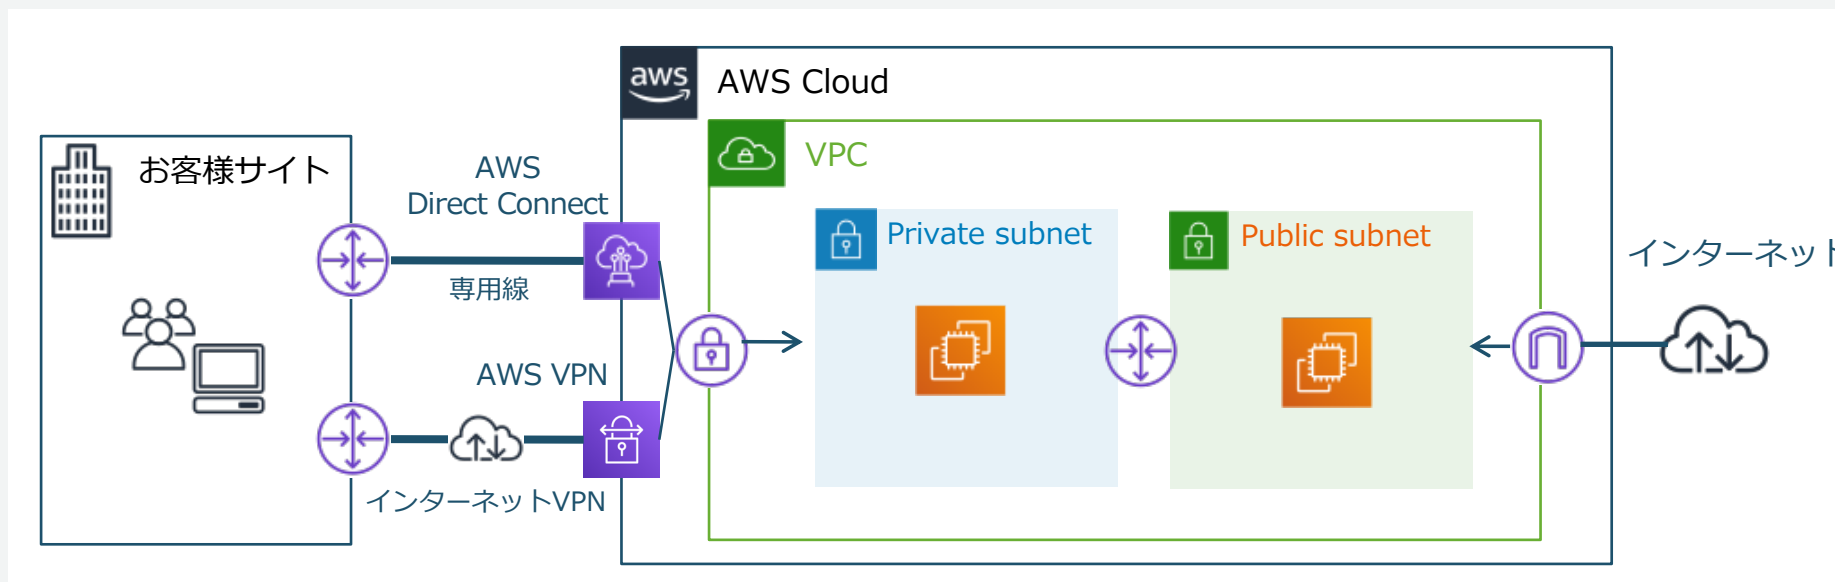 aws
AWS Cloud
お客様サイト
AWS
Direct Connect
専用線
AWS VPN
インターネットVPN
VPC
Private subnet
Public subnet
インターネット